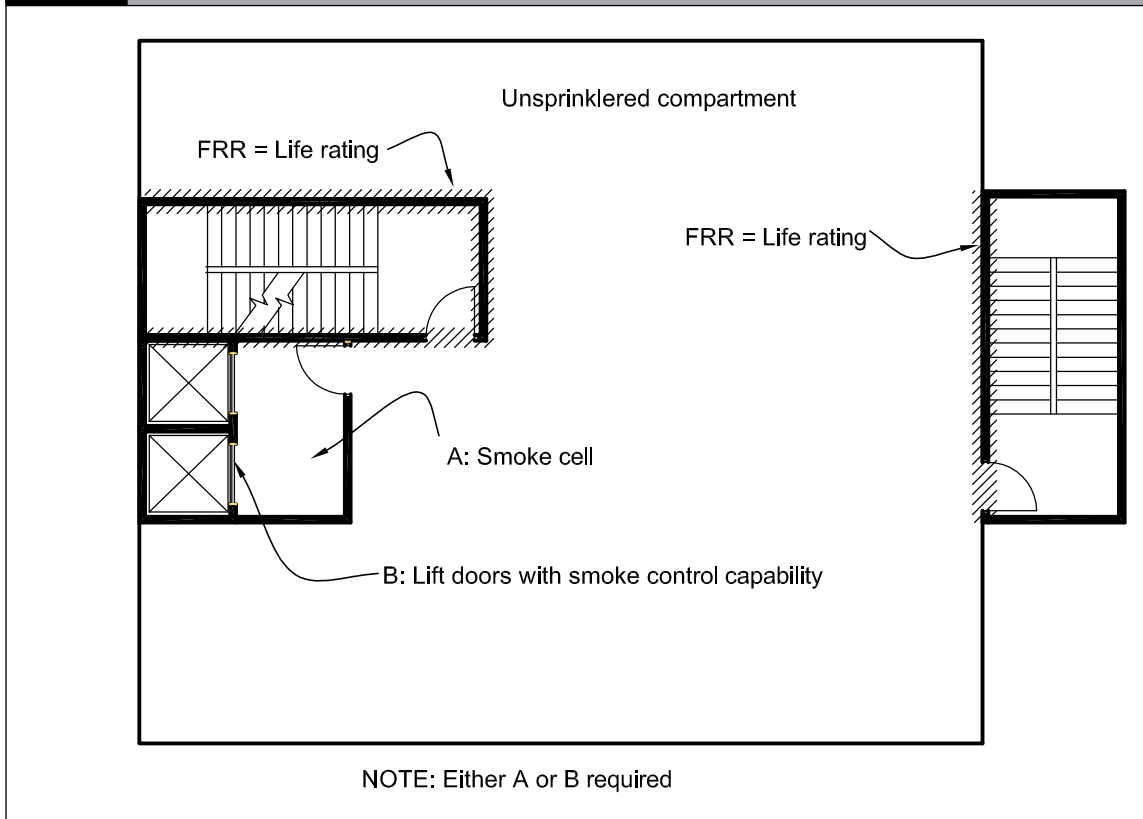 Unsprinklered compartment
FRR = Life rating
FRR = Life rating
A: Smoke cell
B: Lift doors with smoke control capability
NOTE: Either A or B required